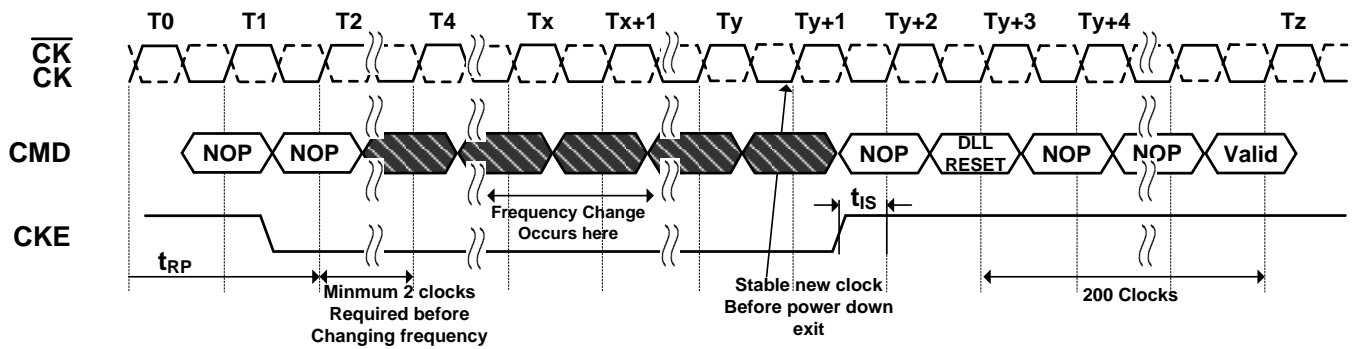 T0 T1 T2 T4 Tx Tx+1 Ty Ty+1 Ty+2 Ty+3 Ty+4 Tz
CK
CK
CMD
NOP NOP NOP DLL RESET NOP NOP Valid
Frequency Change
Occurs here
tIS
CKE
tRP
Minmum 2 clocks
Required before
Changing frequency
Stable new clock
Before power down
exit
200 Clocks